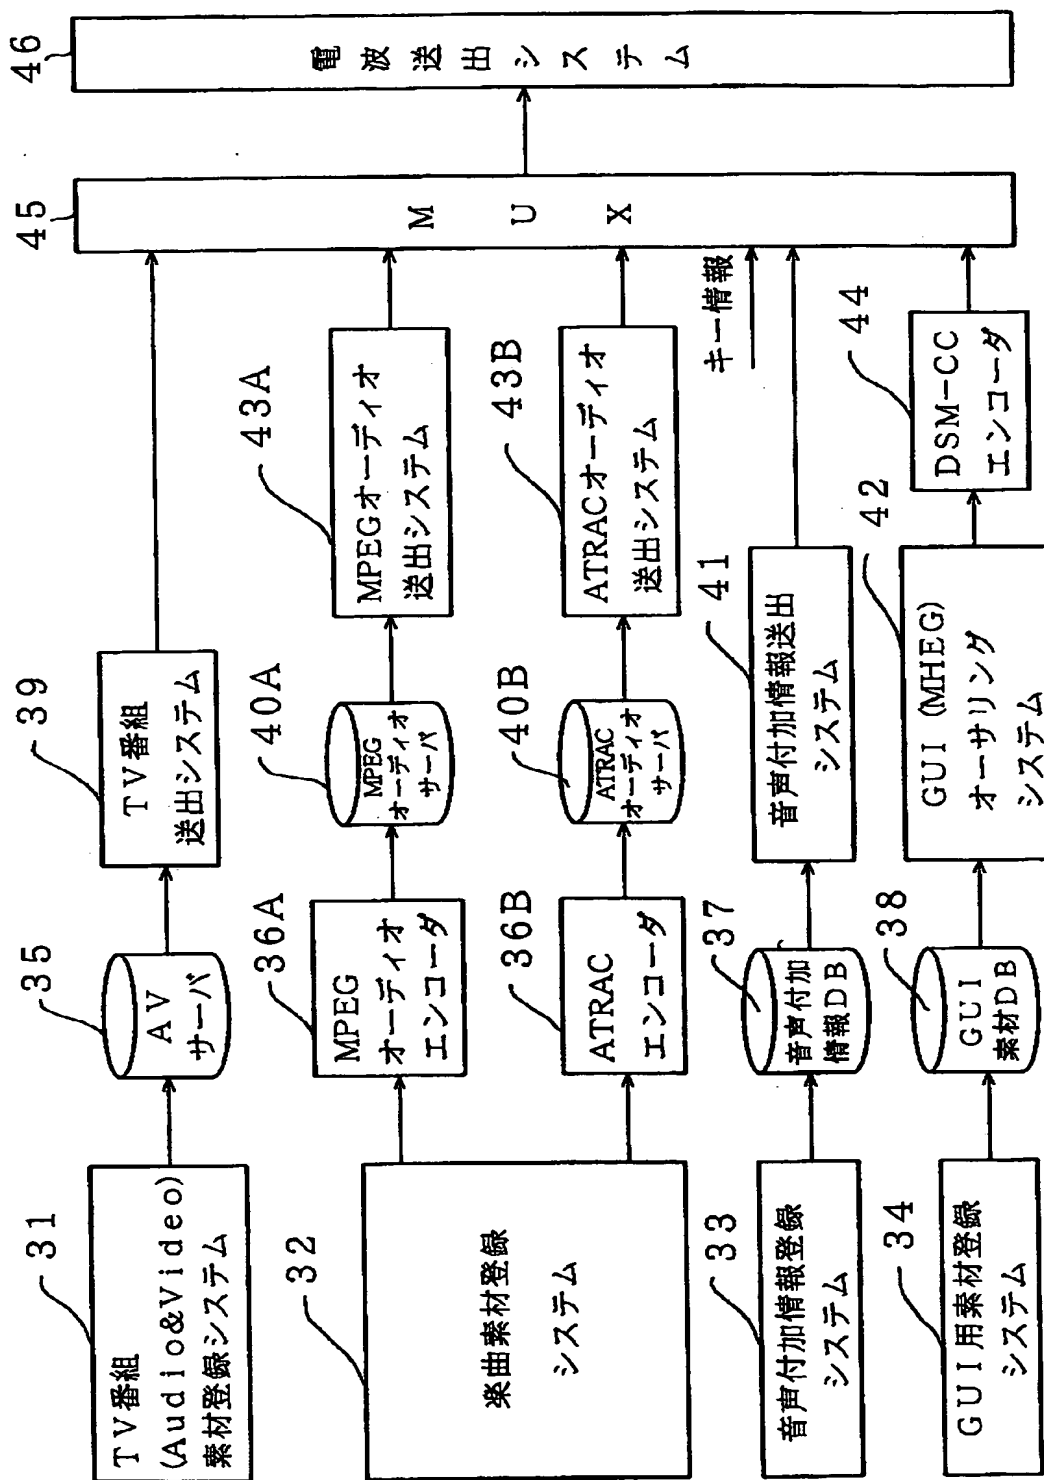 31
TV番組
(Audio&Video)
素材登録システム
35
AV
サーバ
39
TV番組
送出システム
45
MUX
46
電波送出システム
32
楽曲素材登録
システム
36A
MPEG
オーディオ
エンコーダ
40A
MPEG
オーディオ
サーバ
43A
MPEGオーディオ
送出システム
36B
ATRAC
エンコーダ
40B
ATRAC
オーディオ
サーバ
43B
ATRACオーディオ
送出システム
キー情報
33
音声付加情報登録
システム
37
音声付加
情報DB
41
音声付加情報送出
システム
34
GUI用素材登録
システム
38
GUI
素材DB
42
GUI(MHEG)
オーサリング
システム
44
DSM-CC
エンコーダ